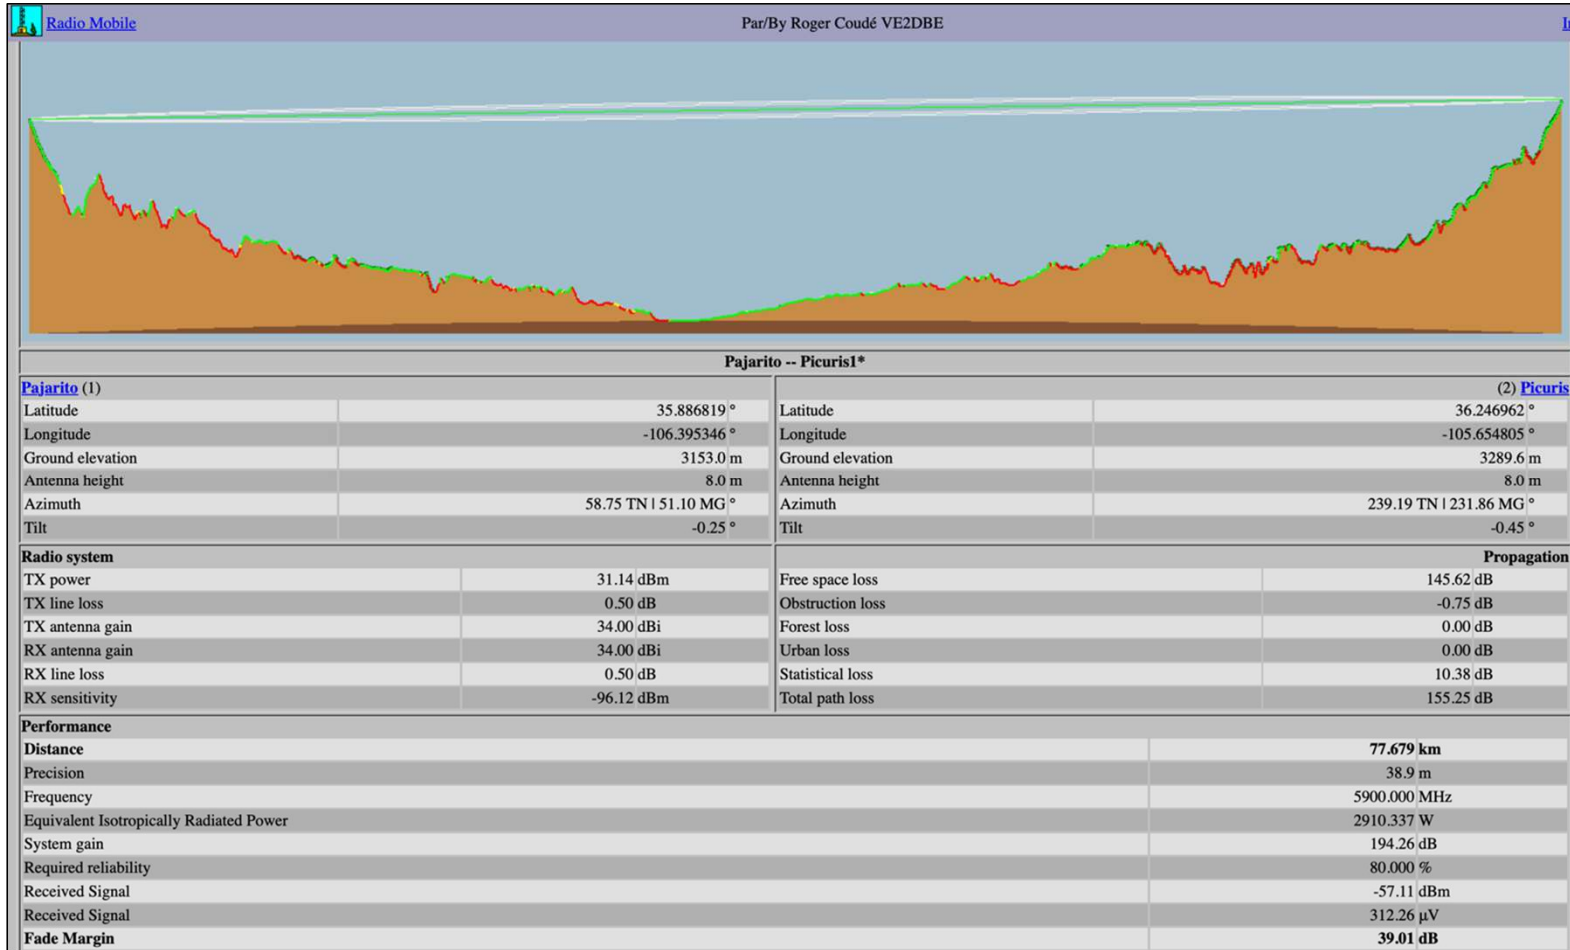 Radio Mobile Par/By Roger Coudé VE2DBE
Pajarito -- Picuris1*
Pajarito (1) (2) Picuris
Latitude 35.886819 ° Latitude 36.246962 °
Longitude -106.395346 ° Longitude -105.654805 °
Ground elevation 3153.0 m Ground elevation 3289.6 m
Antenna height 8.0 m Antenna height 8.0 m
Azimuth 58.75 TN | 51.10 MG ° Azimuth 239.19 TN | 231.86 MG °
Tilt -0.25 ° Tilt -0.45 °
Radio system Propagation
TX power 31.14 dBm Free space loss 145.62 dB
TX line loss 0.50 dB Obstruction loss -0.75 dB
TX antenna gain 34.00 dBi Forest loss 0.00 dB
RX antenna gain 34.00 dBi Urban loss 0.00 dB
RX line loss 0.50 dB Statistical loss 10.38 dB
RX sensitivity -96.12 dBm Total path loss 155.25 dB
Performance
Distance 77.679 km
Precision 38.9 m
Frequency 5900.000 MHz
Equivalent Isotropically Radiated Power 2910.337 W
System gain 194.26 dB
Required reliability 80.000 %
Received Signal -57.11 dBm
Received Signal 312.26 µV
Fade Margin 39.01 dB